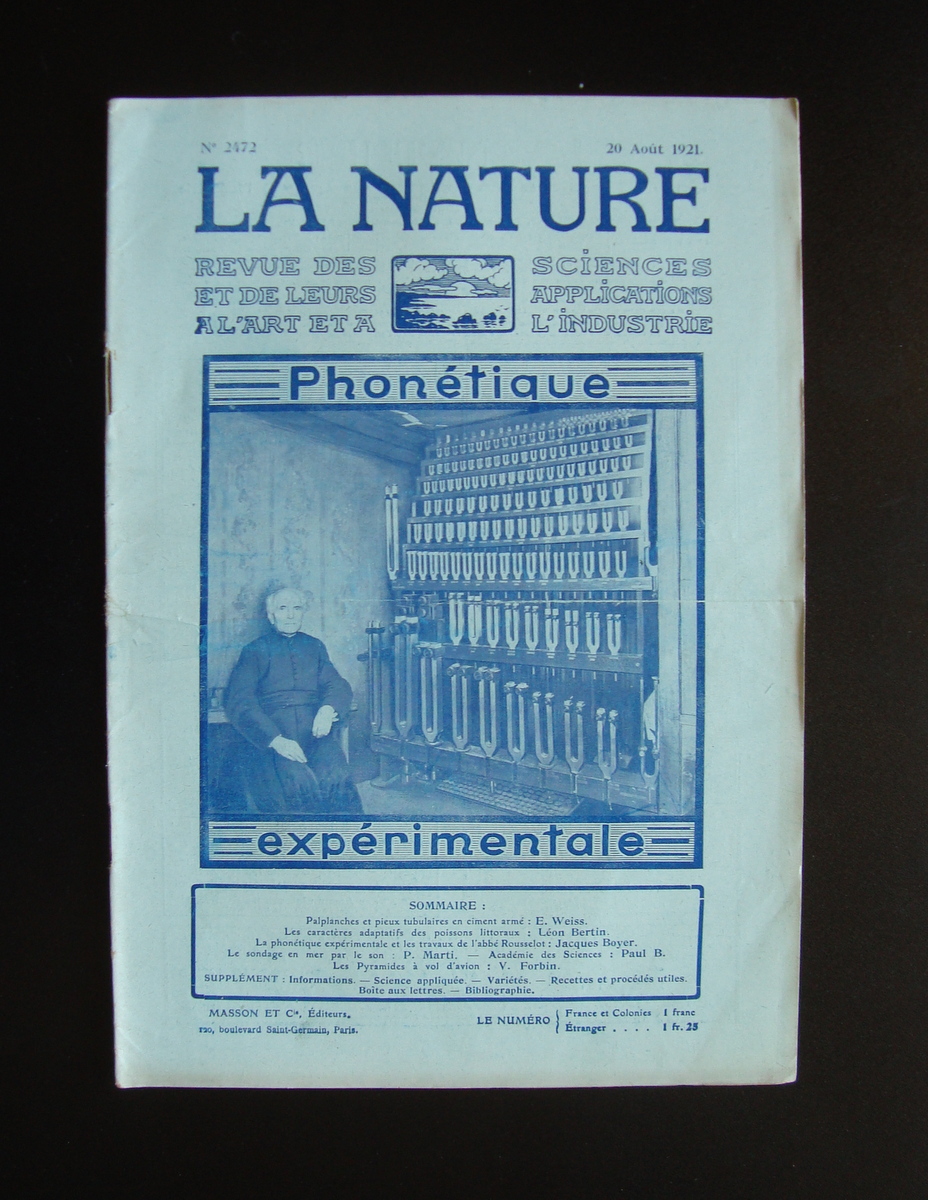 Nº 2472
20 Août 1921.
LA NATURE
REVUE DES SCIENCES
ET DE LEURS APPLICATIONS
A L'ART ET A L'INDUSTRIE
Phonétique
expérimentale
SOMMAIRE :
Palplanches et pieux tubulaires en ciment armé : E. Weiss.
Les caractères adaptatifs des poissons littoraux : Léon Bertin.
La phonétique expérimentale et les travaux de l'abbé Rousselot : Jacques Boyer.
Le sondage en mer par le son : P. Marti. — Académie des Sciences : Paul B.
Les Pyramides à vol d'avion : V. Forbin.
SUPPLÉMENT : Informations. — Science appliquée. — Variétés. — Recettes et procédés utiles.
Boîte aux lettres. — Bibliographie.
MASSON ET Cie, Éditeurs.
120, boulevard Saint-Germain, Paris.
LE NUMÉRO
France et Colonies 1 franc
Étranger . . . . 1 fr. 25